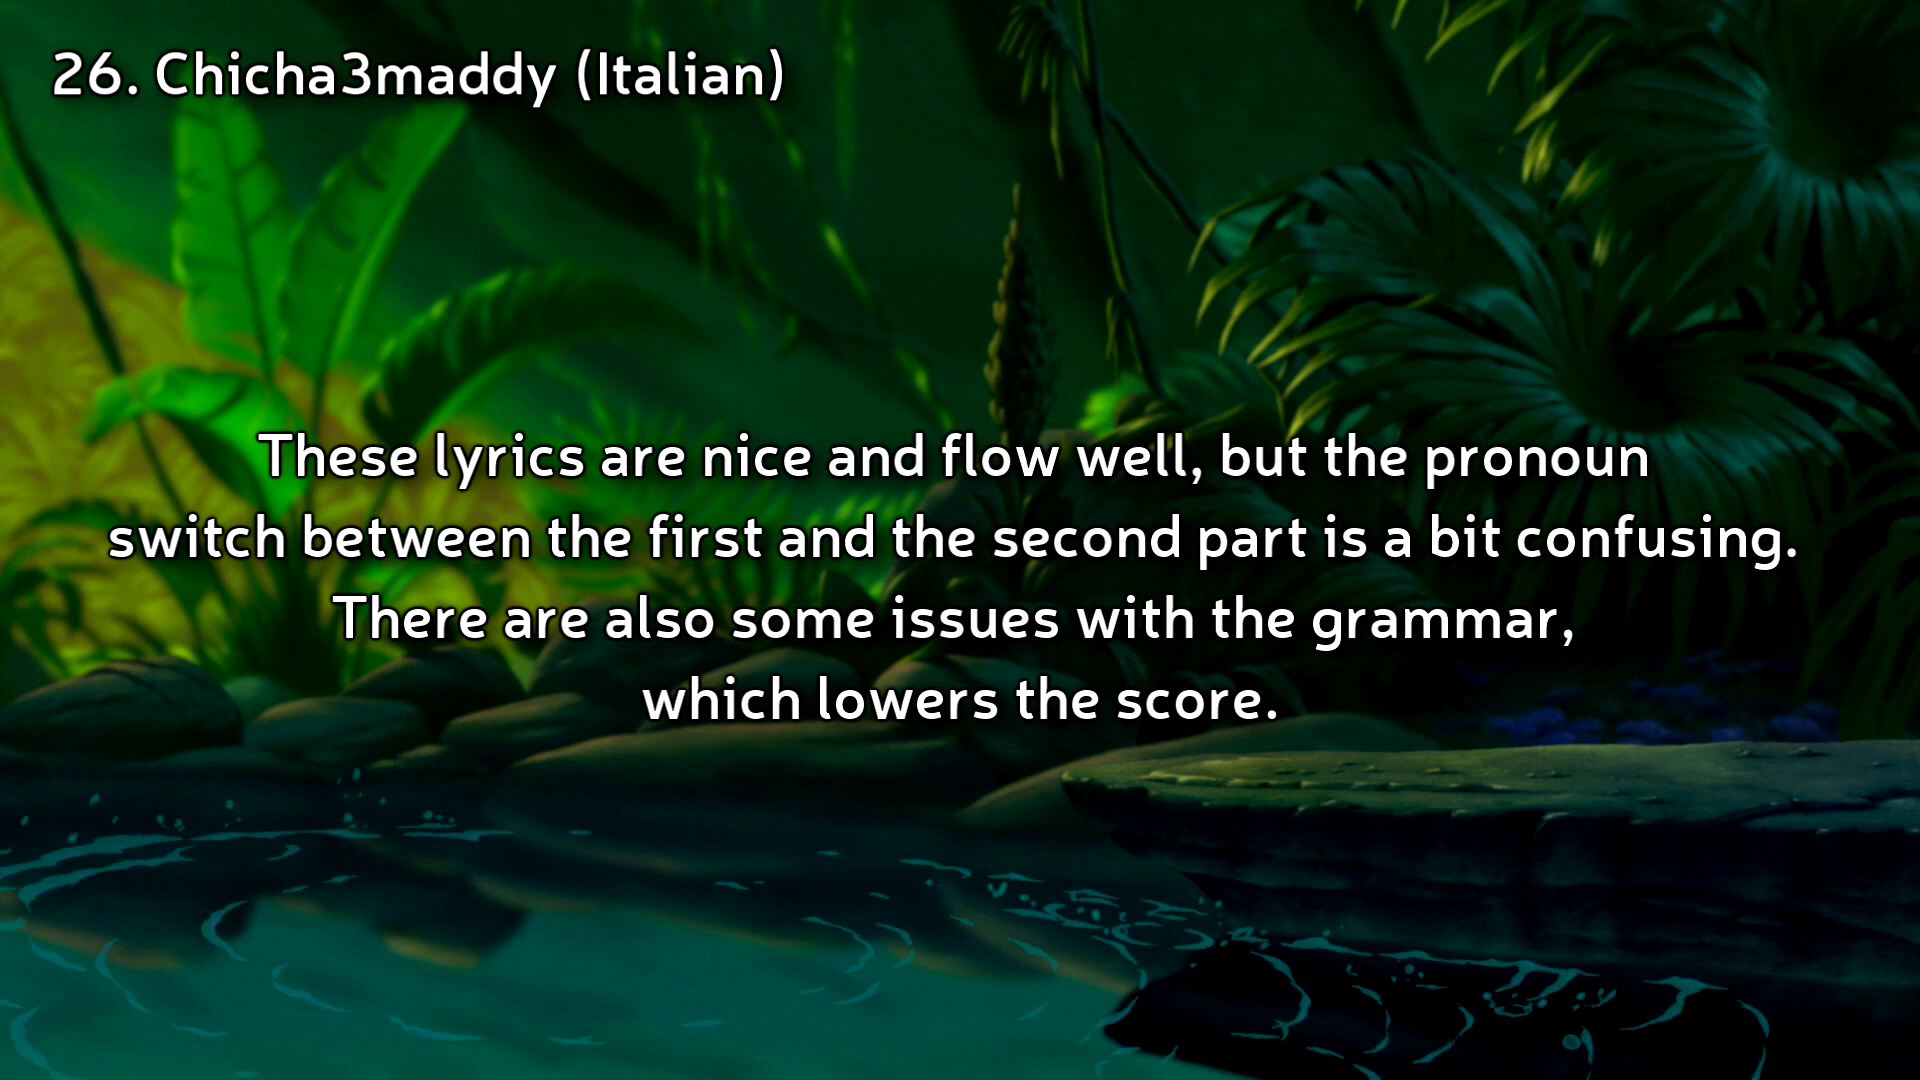 26. Chicha3maddy (Italian)
These lyrics are nice and flow well, but the pronoun
switch between the first and the second part is a bit confusing.
There are also some issues with the grammar,
which lowers the score.